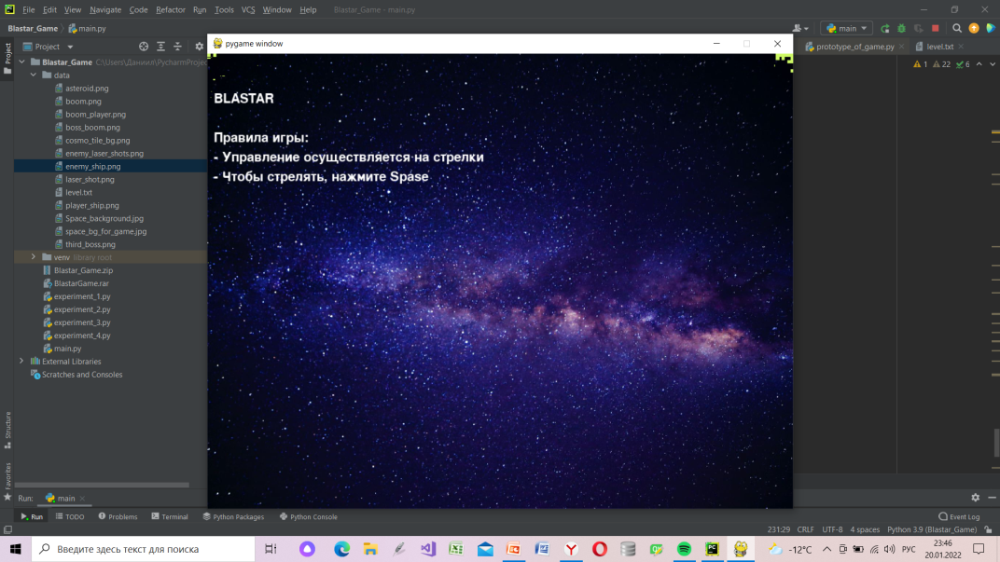 File Edit View Navigate Code Refactor Run Tools VCS Window Help Blastar_Game - main.py
Blastar_Game main.py
main
Project
pygame window
prototype_of_game.py
level.txt
Project
Blastar_Game C:\Users\Даниил\PycharmProjec
1 22 6
data
asteroid.png
boom.png
boom_player.png
boss_boom.png
cosmo_tile_bg.png
enemy_laser_shots.png
enemy_ship.png
laser_shot.png
level.txt
player_ship.png
Space_background.jpg
space_bg_for_game.jpg
third_boss.png
venv library root
Blastar_Game.zip
BlastarGame.rar
experiment_1.py
experiment_2.py
experiment_3.py
experiment_4.py
main.py
External Libraries
Scratches and Consoles
BLASTAR
Правила игры:
- Управление осуществляется на стрелки
- Чтобы стрелять, нажмите Spase
Structure
Favorites
Run: main
Run TODO Problems Terminal Python Packages Python Console Event Log
231:29 CRLF UTF-8 4 spaces Python 3.9 (Blastar_Game)
Введите здесь текст для поиска
-12°C
РУС
23:46
20.01.2022